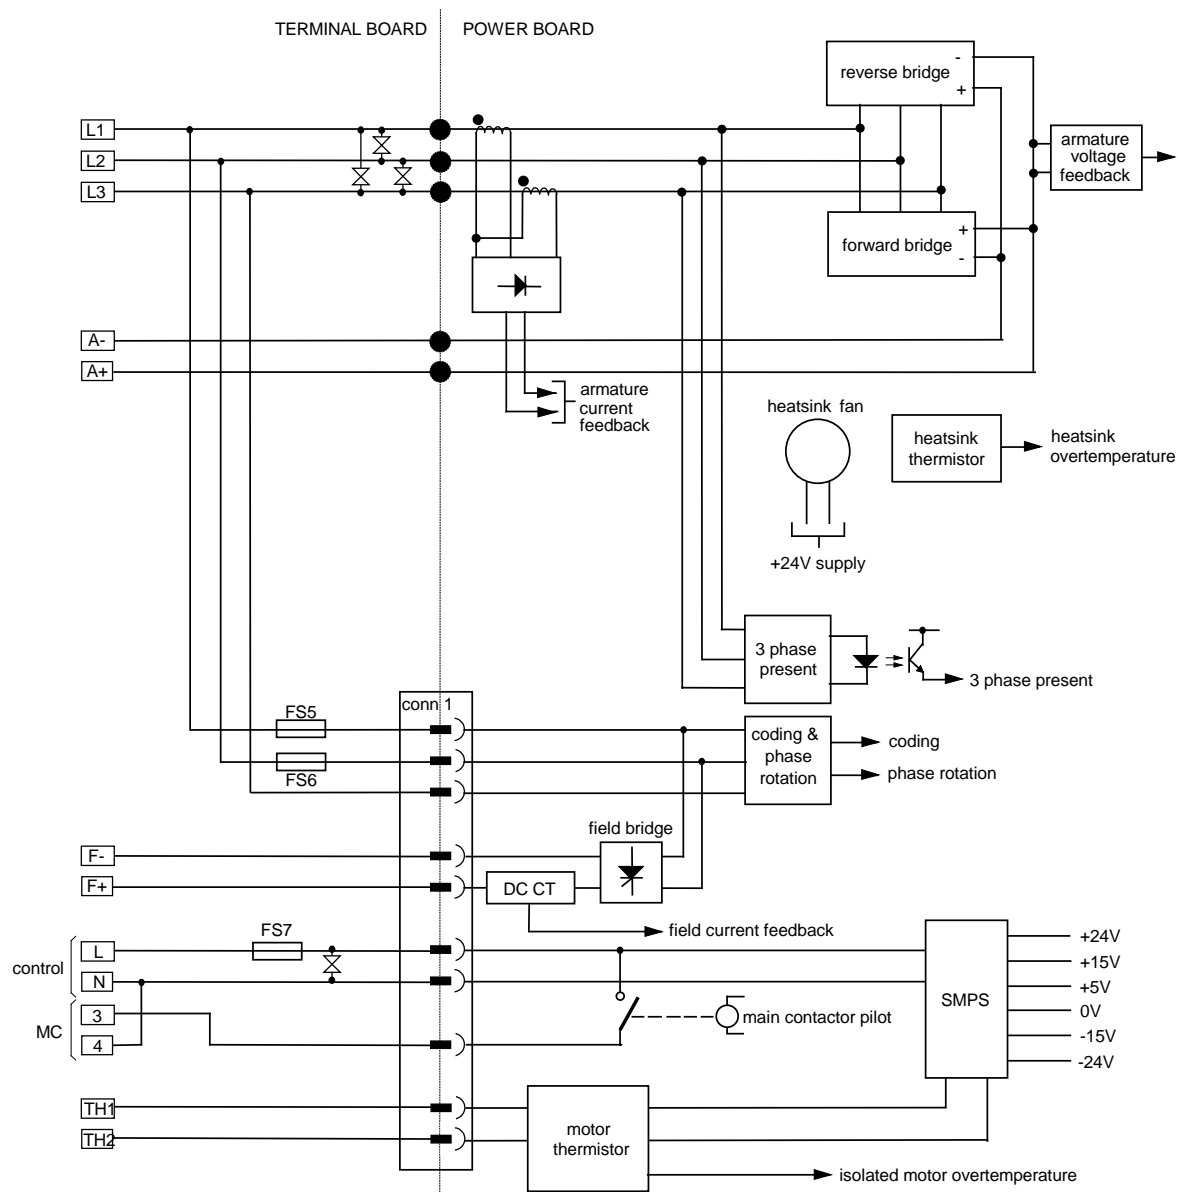 TERMINAL BOARD
POWER BOARD
reverse bridge
-
+
L1
L2
L3
armature
voltage
feedback
forward bridge
+
-
A-
A+
armature
current
feedback
heatsink fan
+24V supply
heatsink
thermistor
heatsink
overtemperature
3 phase
present
3 phase present
conn 1
FS5
FS6
coding &
phase
rotation
coding
phase rotation
field bridge
F-
F+
DC CT
field current feedback
control
L
N
FS7
MC
3
4
main contactor pilot
SMPS
+24V
+15V
+5V
0V
-15V
-24V
TH1
TH2
motor
thermistor
isolated motor overtemperature